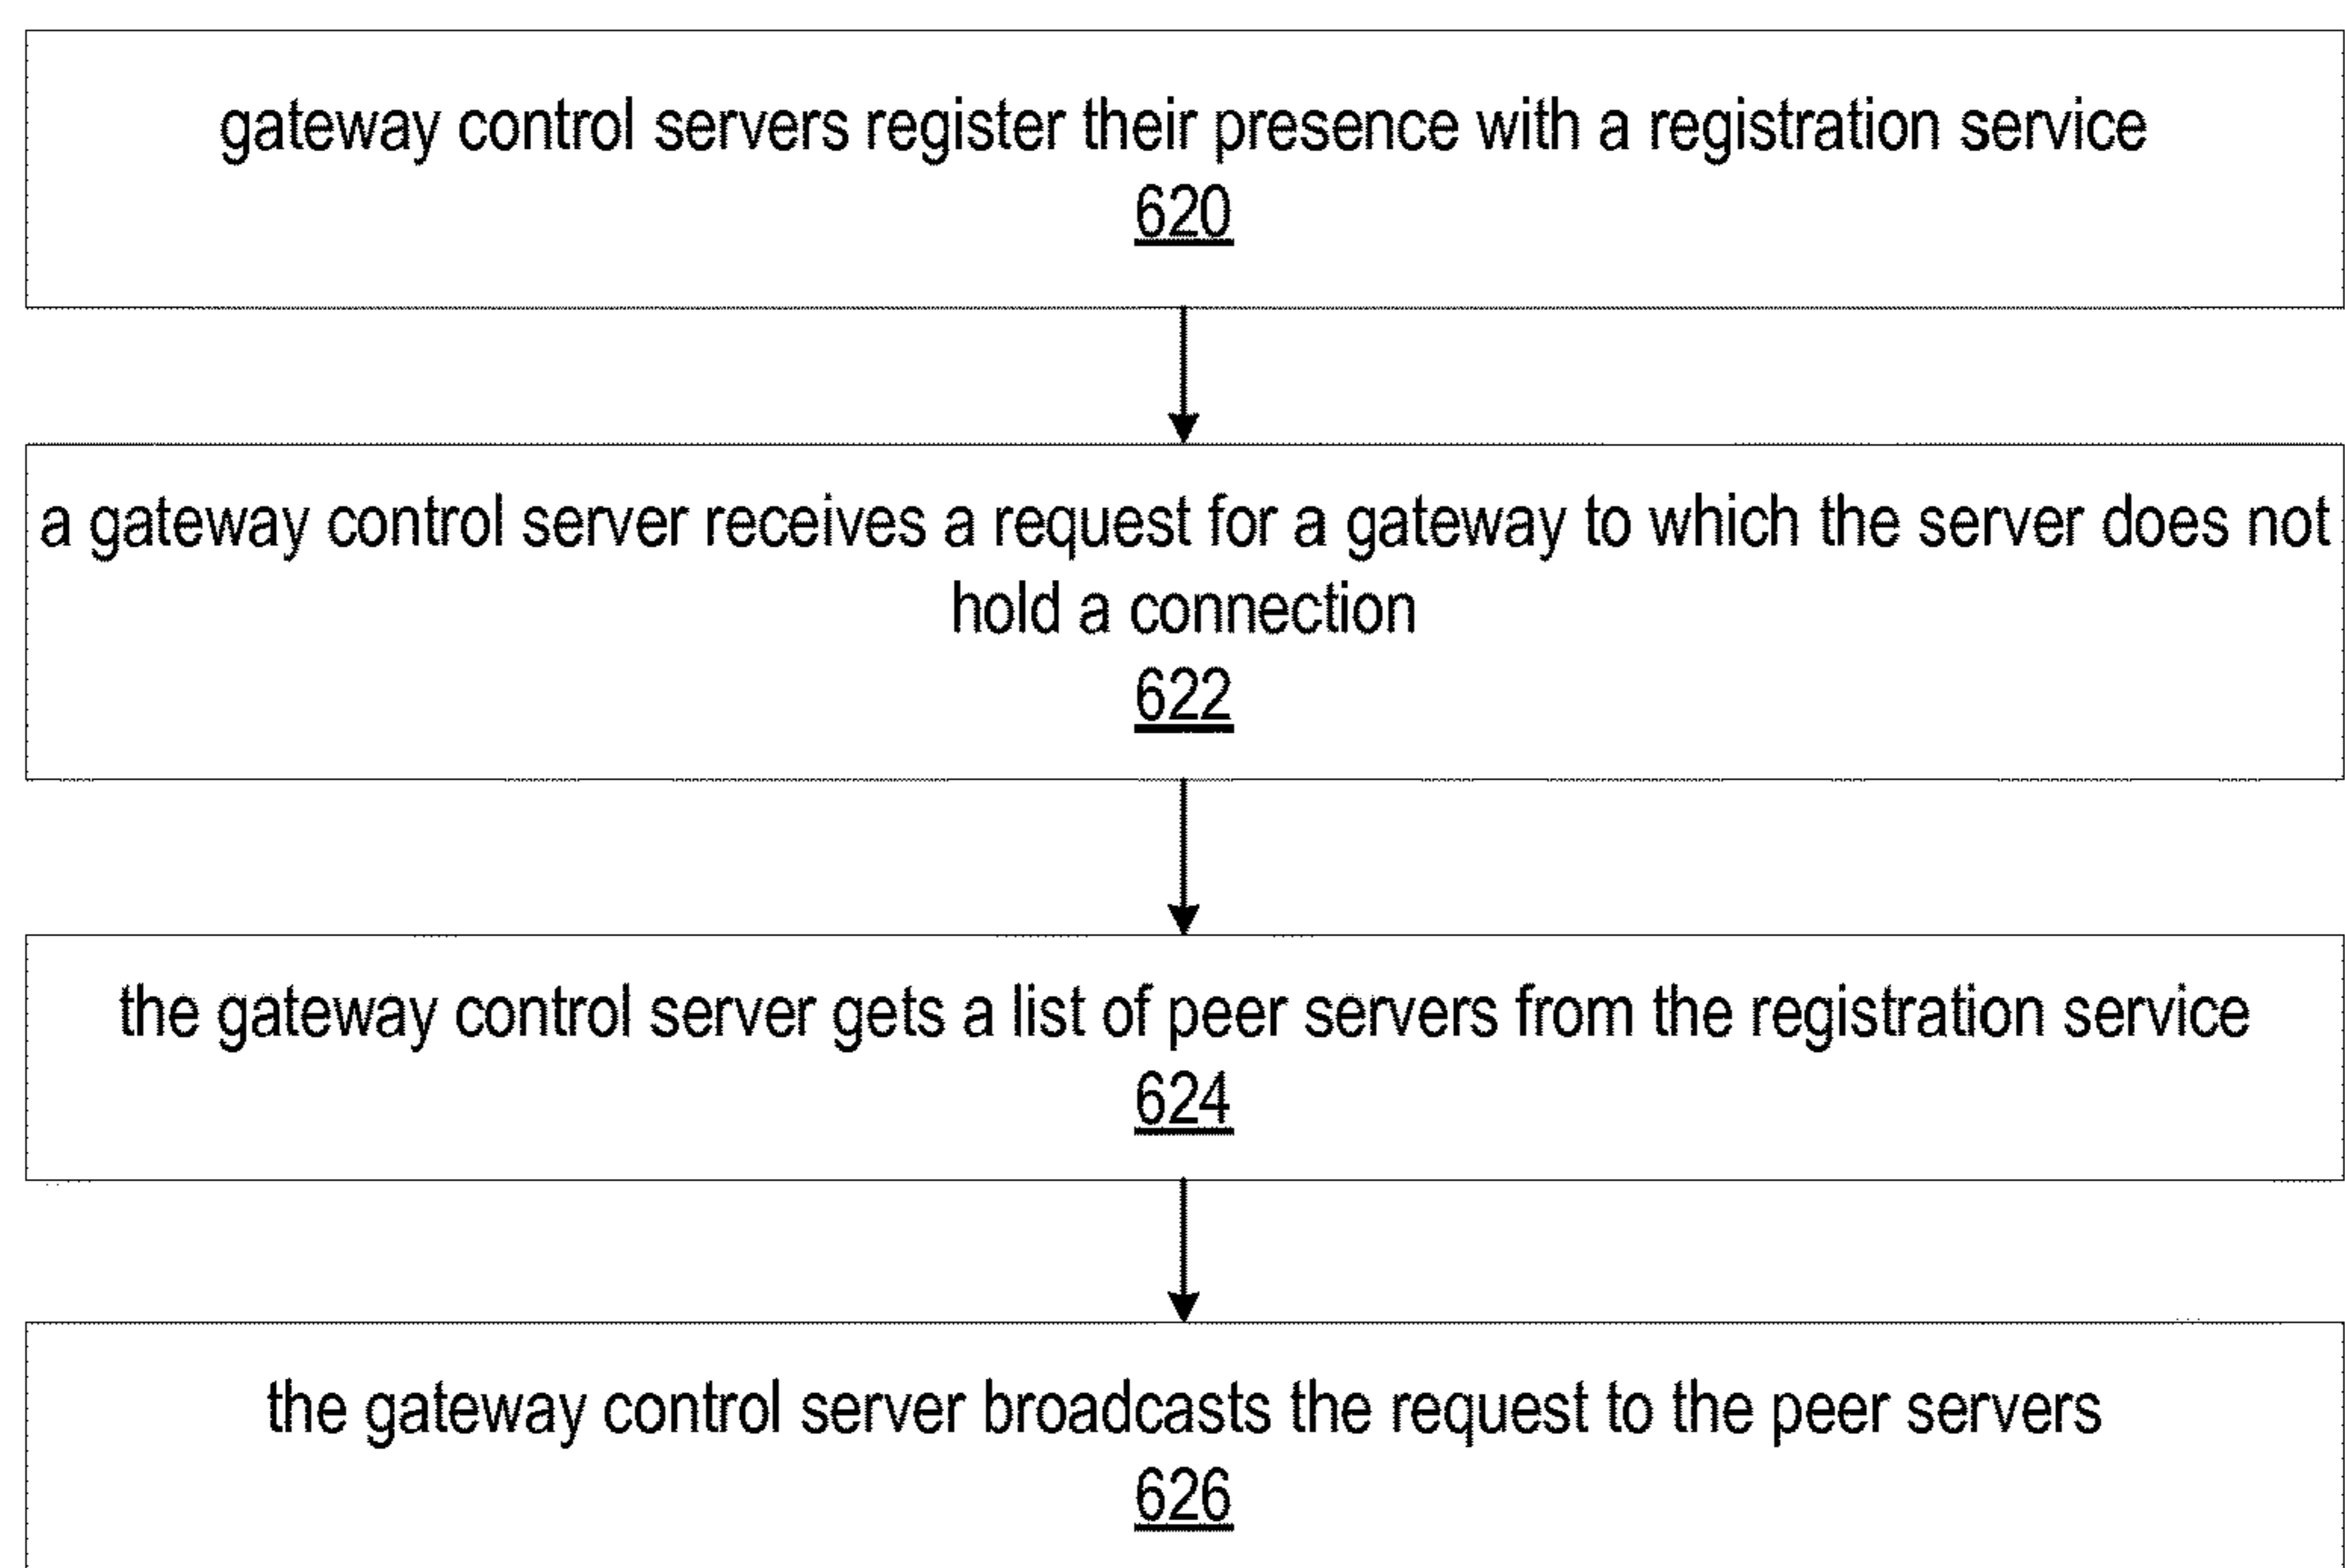 gateway control servers register their presence with a registration service
620
a gateway control server receives a request for a gateway to which the server does not
hold a connection
622
the gateway control server gets a list of peer servers from the registration service
624
the gateway control server broadcasts the request to the peer servers
626